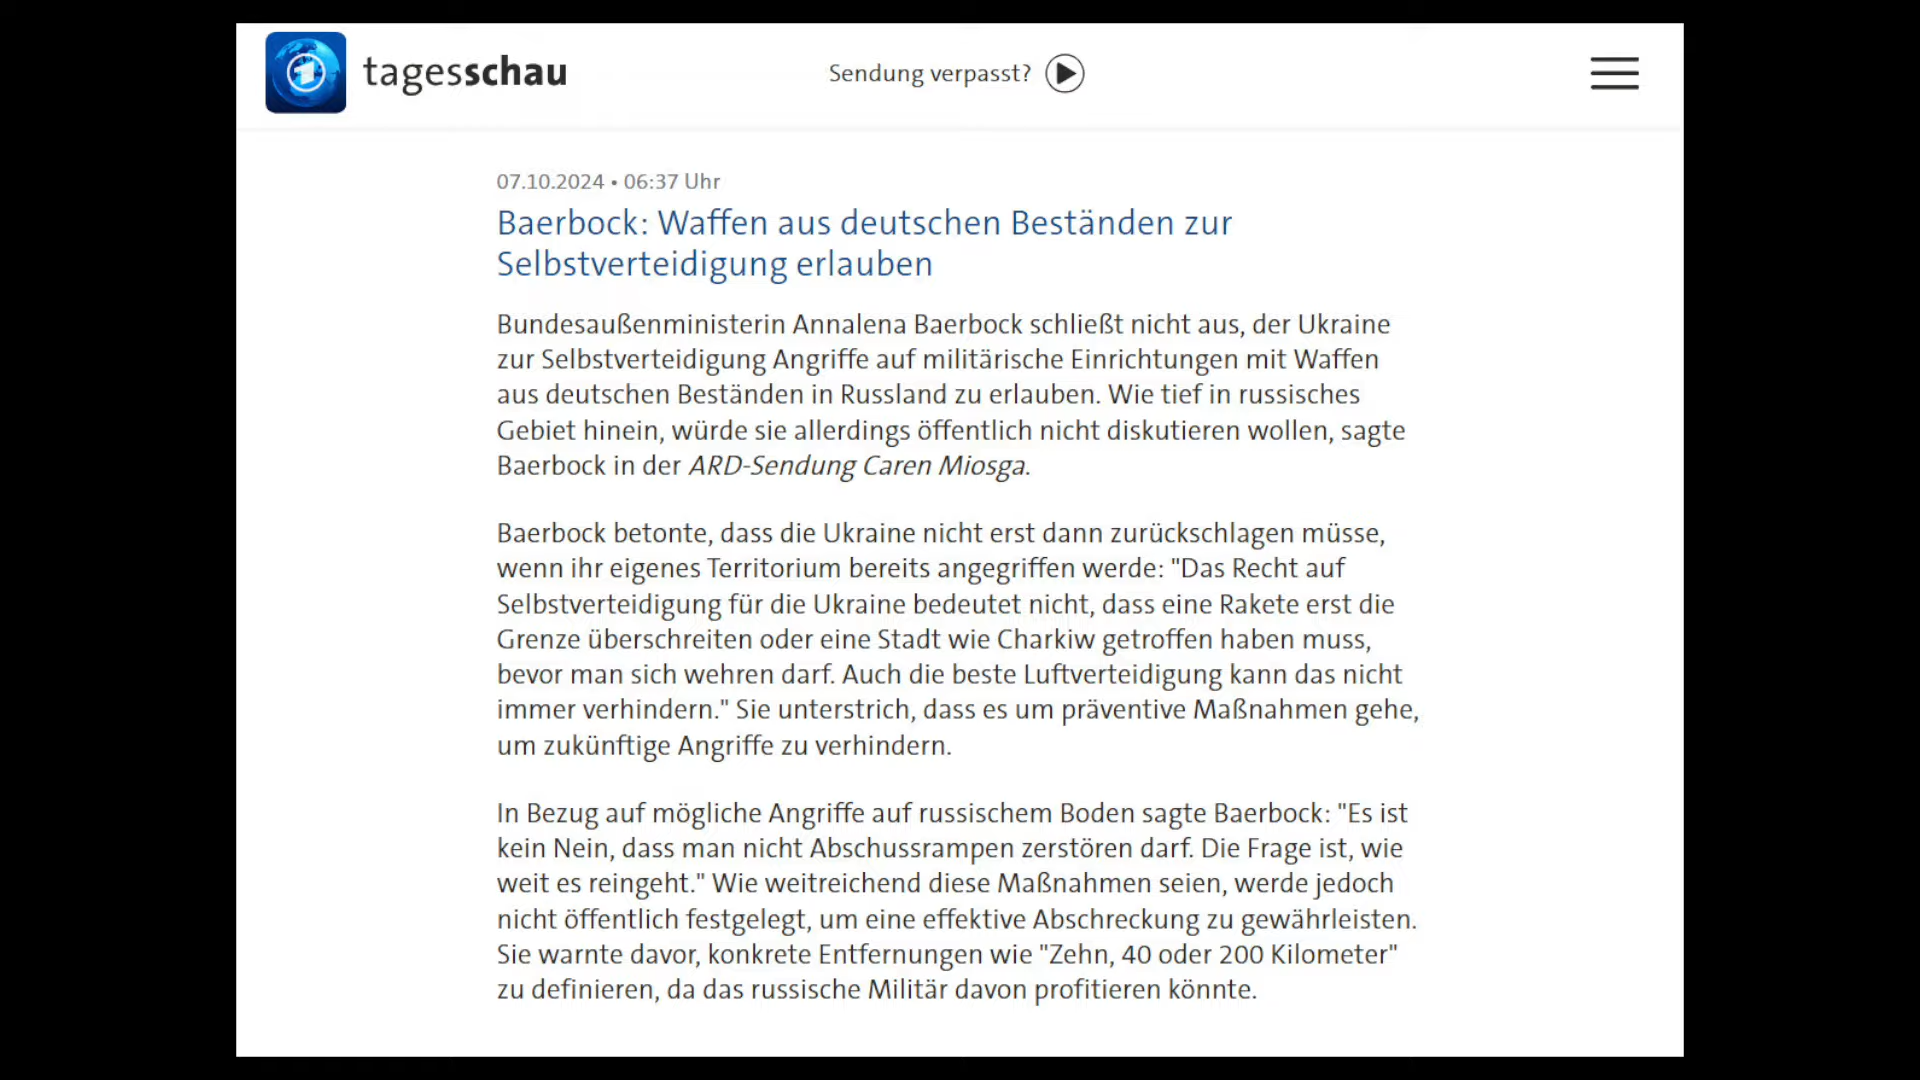 tagesschau
Sendung verpasst?
07.10.2024 • 06:37 Uhr
Baerbock: Waffen aus deutschen Beständen zur
Selbstverteidigung erlauben
Bundesaußenministerin Annalena Baerbock schließt nicht aus, der Ukraine
zur Selbstverteidigung Angriffe auf militärische Einrichtungen mit Waffen
aus deutschen Beständen in Russland zu erlauben. Wie tief in russisches
Gebiet hinein, würde sie allerdings öffentlich nicht diskutieren wollen, sagte
Baerbock in der ARD-Sendung Caren Miosga.
Baerbock betonte, dass die Ukraine nicht erst dann zurückschlagen müsse,
wenn ihr eigenes Territorium bereits angegriffen werde: "Das Recht auf
Selbstverteidigung für die Ukraine bedeutet nicht, dass eine Rakete erst die
Grenze überschreiten oder eine Stadt wie Charkiw getroffen haben muss,
bevor man sich wehren darf. Auch die beste Luftverteidigung kann das nicht
immer verhindern." Sie unterstrich, dass es um präventive Maßnahmen gehe,
um zukünftige Angriffe zu verhindern.
In Bezug auf mögliche Angriffe auf russischem Boden sagte Baerbock: "Es ist
kein Nein, dass man nicht Abschussrampen zerstören darf. Die Frage ist, wie
weit es reingeht." Wie weitreichend diese Maßnahmen seien, werde jedoch
nicht öffentlich festgelegt, um eine effektive Abschreckung zu gewährleisten.
Sie warnte davor, konkrete Entfernungen wie "Zehn, 40 oder 200 Kilometer"
zu definieren, da das russische Militär davon profitieren könnte.